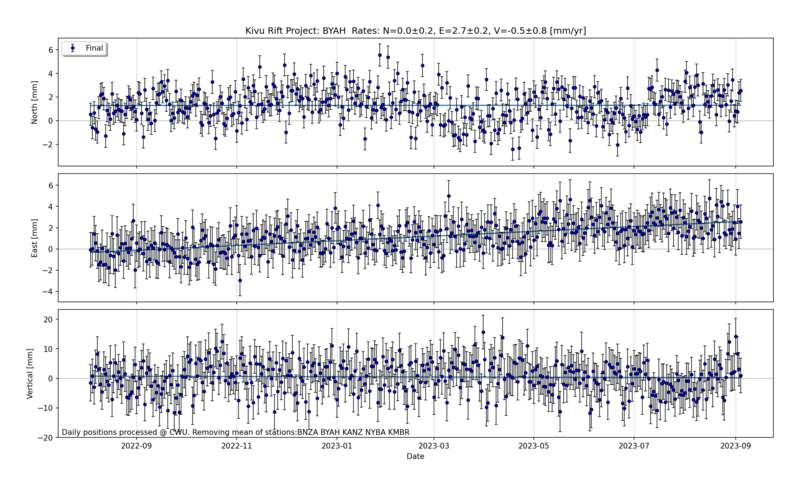 Kivu Rift Project: BYAH Rates: N=0.0±0.2, E=2.7±0.2, V=-0.5±0.8 [mm/yr]
Final
North [mm]
6
4
2
0
−2
East [mm]
6
4
2
0
−2
−4
Vertical [mm]
20
10
0
−10
−20
Daily positions processed @ CWU. Removing mean of stations:BNZA BYAH KANZ NYBA KMBR
2022-09 2022-11 2023-01 2023-03 2023-05 2023-07 2023-09
Date